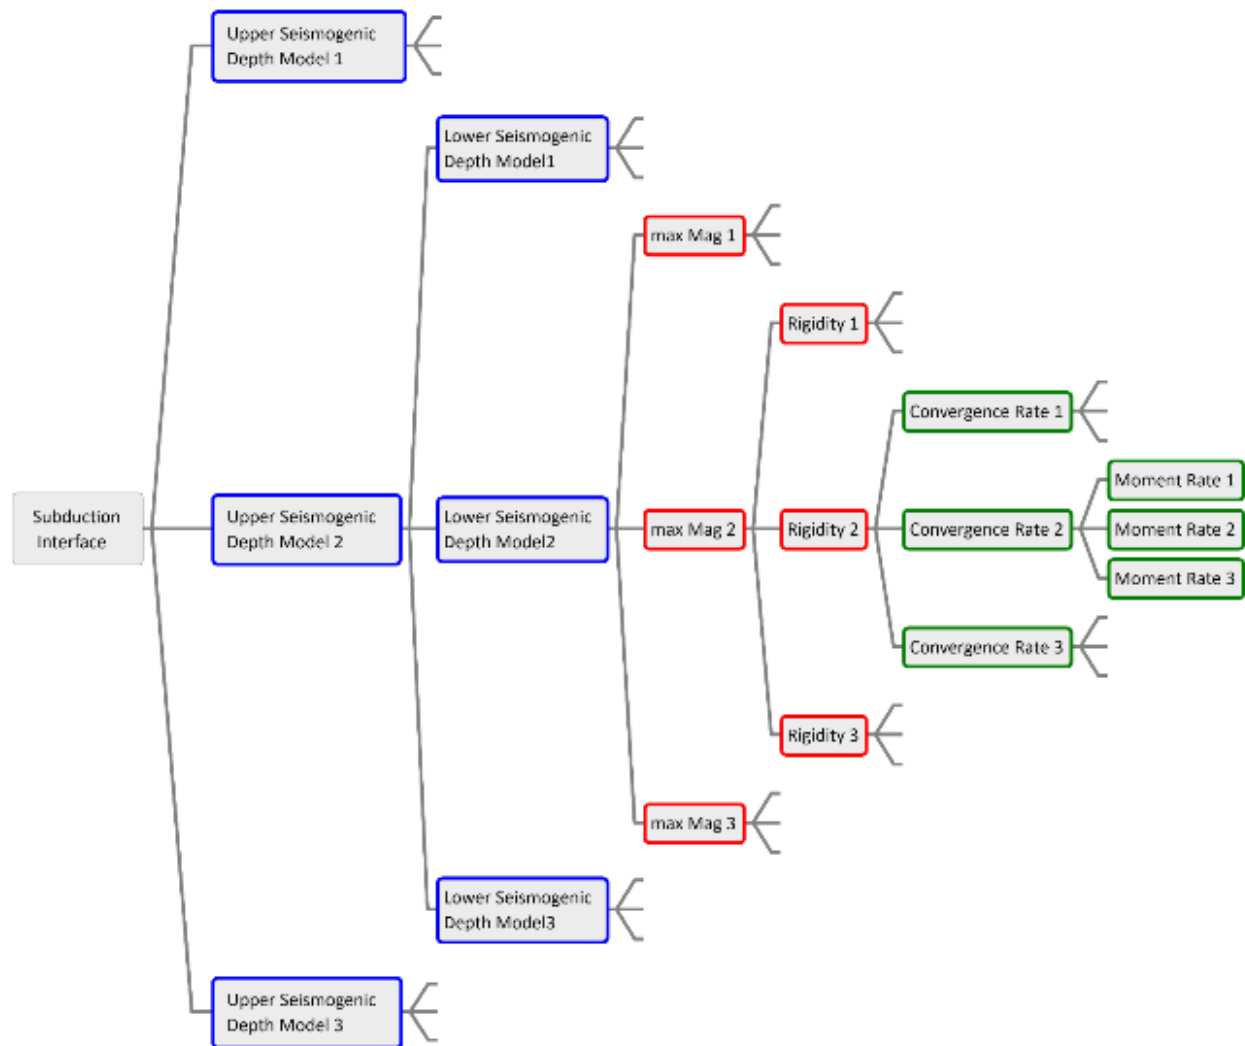 Upper Seismogenic
Depth Model 1
Lower Seismogenic
Depth Model1
max Mag 1
Rigidity 1
Convergence Rate 1
Moment Rate 1
Subduction
Interface
Upper Seismogenic
Depth Model 2
Lower Seismogenic
Depth Model2
max Mag 2
Rigidity 2
Convergence Rate 2
Moment Rate 2
Moment Rate 3
Convergence Rate 3
Rigidity 3
max Mag 3
Lower Seismogenic
Depth Model3
Upper Seismogenic
Depth Model 3